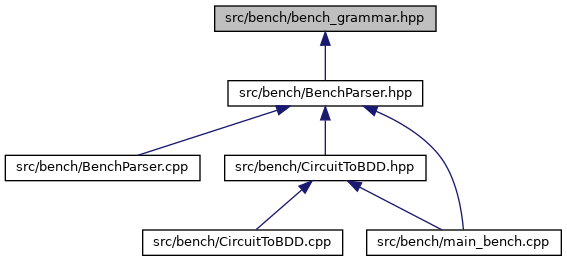 src/bench/bench_grammar.hpp
src/bench/BenchParser.hpp
src/bench/BenchParser.cpp
src/bench/CircuitToBDD.hpp
src/bench/CircuitToBDD.cpp
src/bench/main_bench.cpp